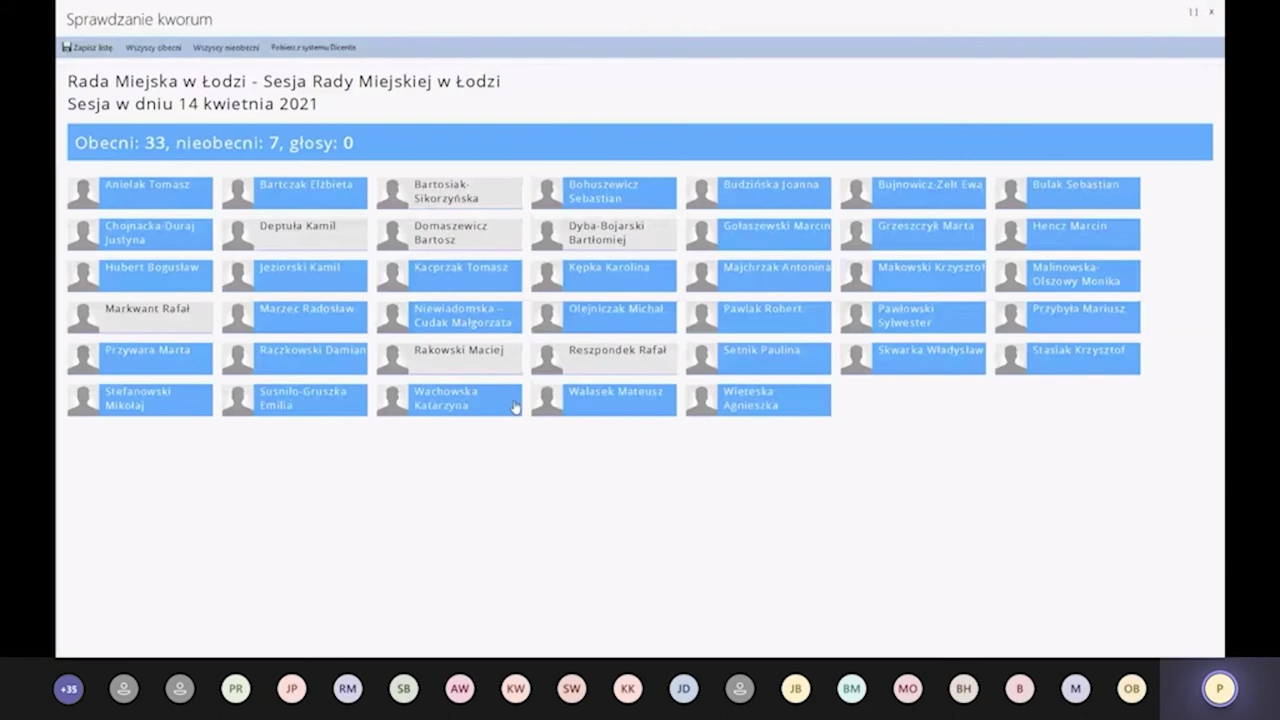 Sprawdzanie kworum
Zapisz listę Wszyscy obecni Wszyscy nieobecni Pobierz z systemu Dicentis
Rada Miejska w Łodzi - Sesja Rady Miejskiej w Łodzi
Sesja w dniu 14 kwietnia 2021
Obecni: 33, nieobecni: 7, głosy: 0
Anielak Tomasz
Bartczak Elżbieta
Bartosiak-
Sikorzyńska
Bohuszewicz
Sebastian
Budzińska Joanna
Bujnowicz-Zelt Ewa
Bulak Sebastian
Chojnacka-Duraj
Justyna
Deptuła Kamil
Domaszewicz
Bartosz
Dyba-Bojarski
Bartłomiej
Gołaszewski Marcin
Grzeszczyk Marta
Hencz Marcin
Hubert Bogusław
Jeziorski Kamil
Kacprzak Tomasz
Kępka Karolina
Majchrzak Antonina
Makowski Krzysztof
Malinowska-
Olszowy Monika
Markwant Rafał
Marzec Radosław
Niewiadomska –
Cudak Małgorzata
Olejniczak Michał
Pawlak Robert
Pawłowski
Sylwester
Przybyła Mariusz
Przywara Marta
Raczkowski Damian
Rakowski Maciej
Reszpondek Rafał
Setnik Paulina
Skwarka Władysław
Stasiak Krzysztof
Stefanowski
Mikołaj
Susniło-Gruszka
Emilia
Wachowska
Katarzyna
Walasek Mateusz
Wieteska
Agnieszka
+35 PR JP RM SB AW KW SW KK JD JB BM MO BH B M OB P